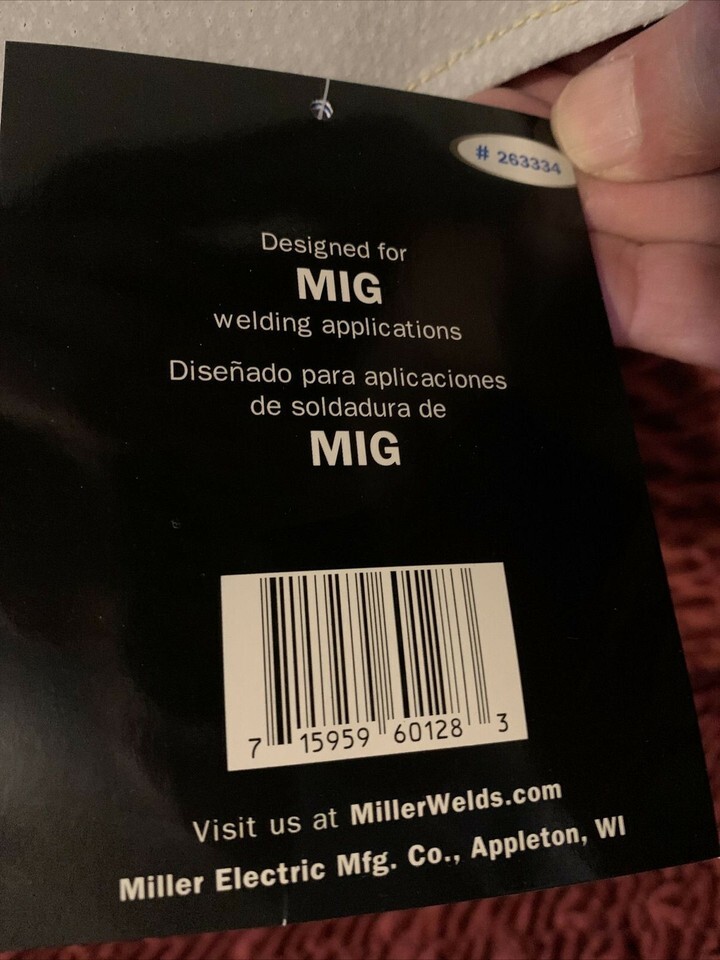 # 263334
Designed for
MIG
welding applications
Diseñado para aplicaciones
de soldadura de
MIG
7 15959 60128 3
Visit us at MillerWelds.com
Miller Electric Mfg. Co., Appleton, WI